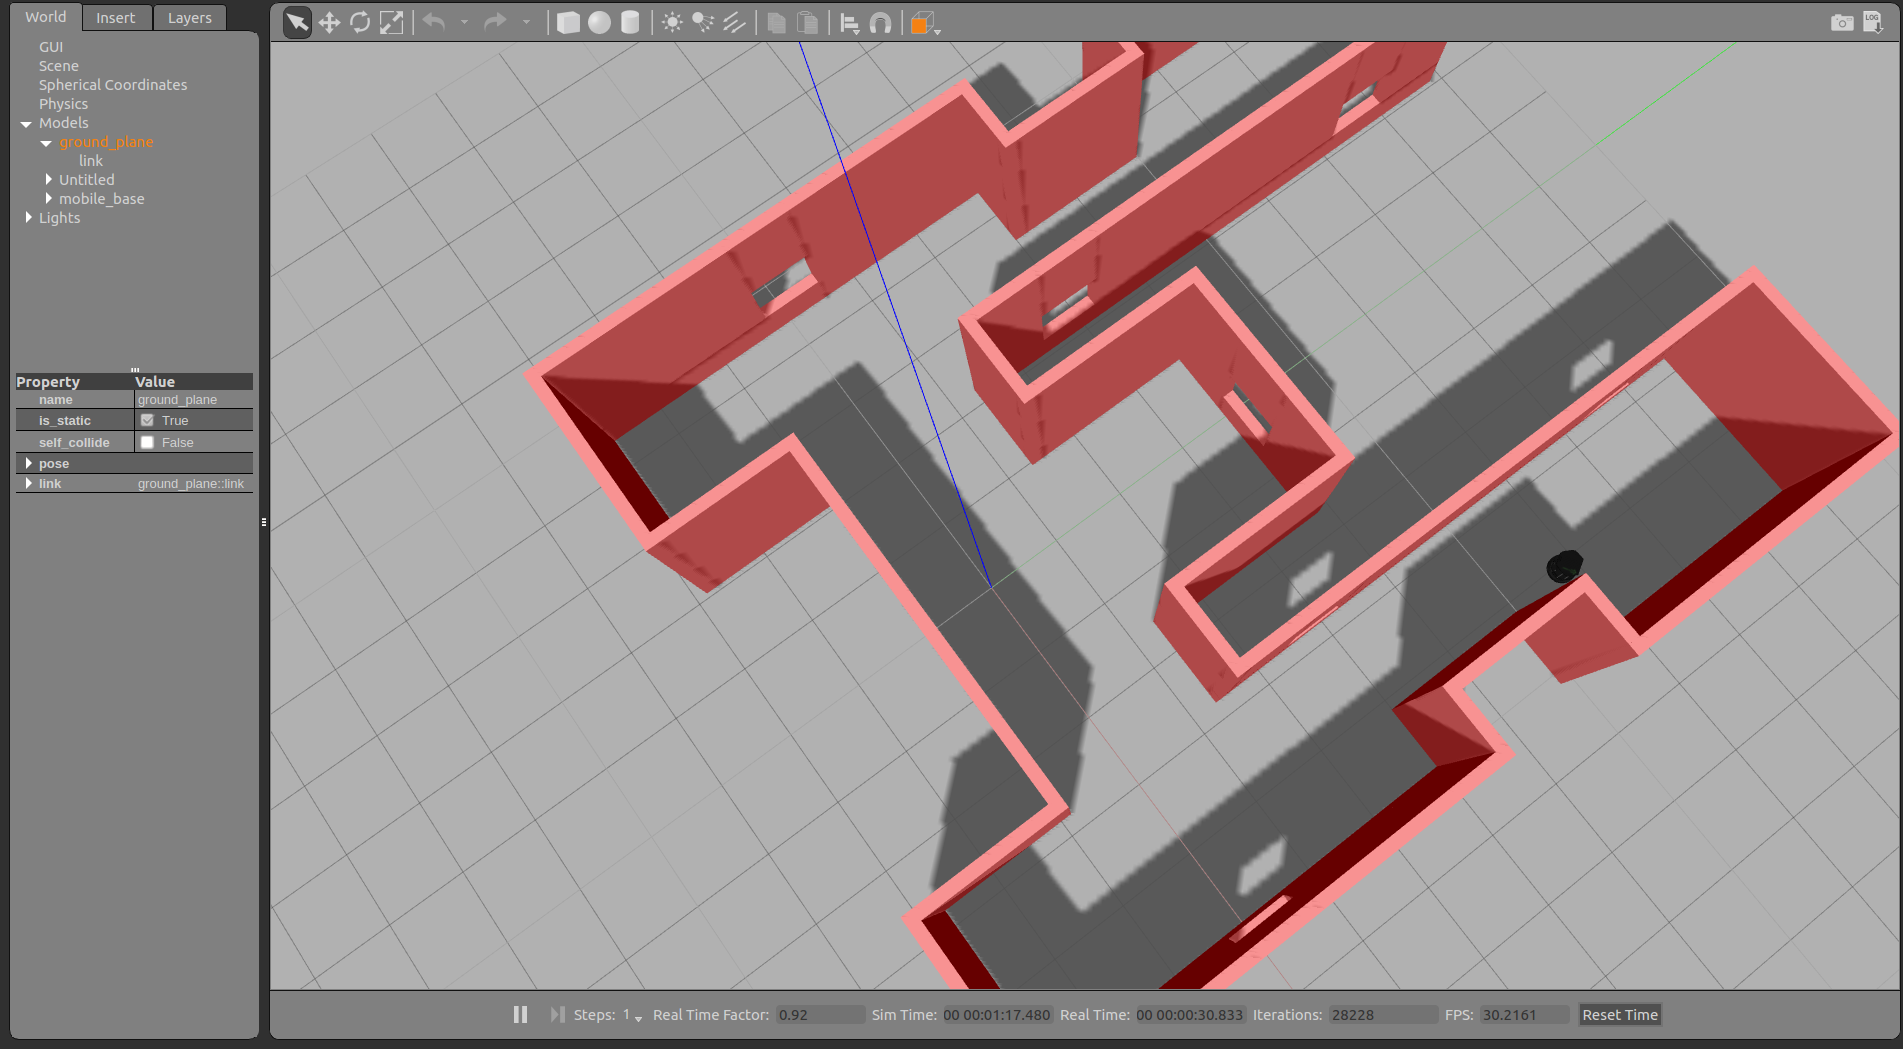 World Insert Layers
GUI
Scene
Spherical Coordinates
Physics
Models
ground_plane
link
Untitled
mobile_base
Lights
Property Value
name ground_plane
is_static True
self_collide False
pose
link ground_plane::link
LOG
Steps: 1 Real Time Factor: 0.92 Sim Time: 00 00:01:17.480 Real Time: 00 00:00:30.833 Iterations: 28228 FPS: 30.2161 Reset Time